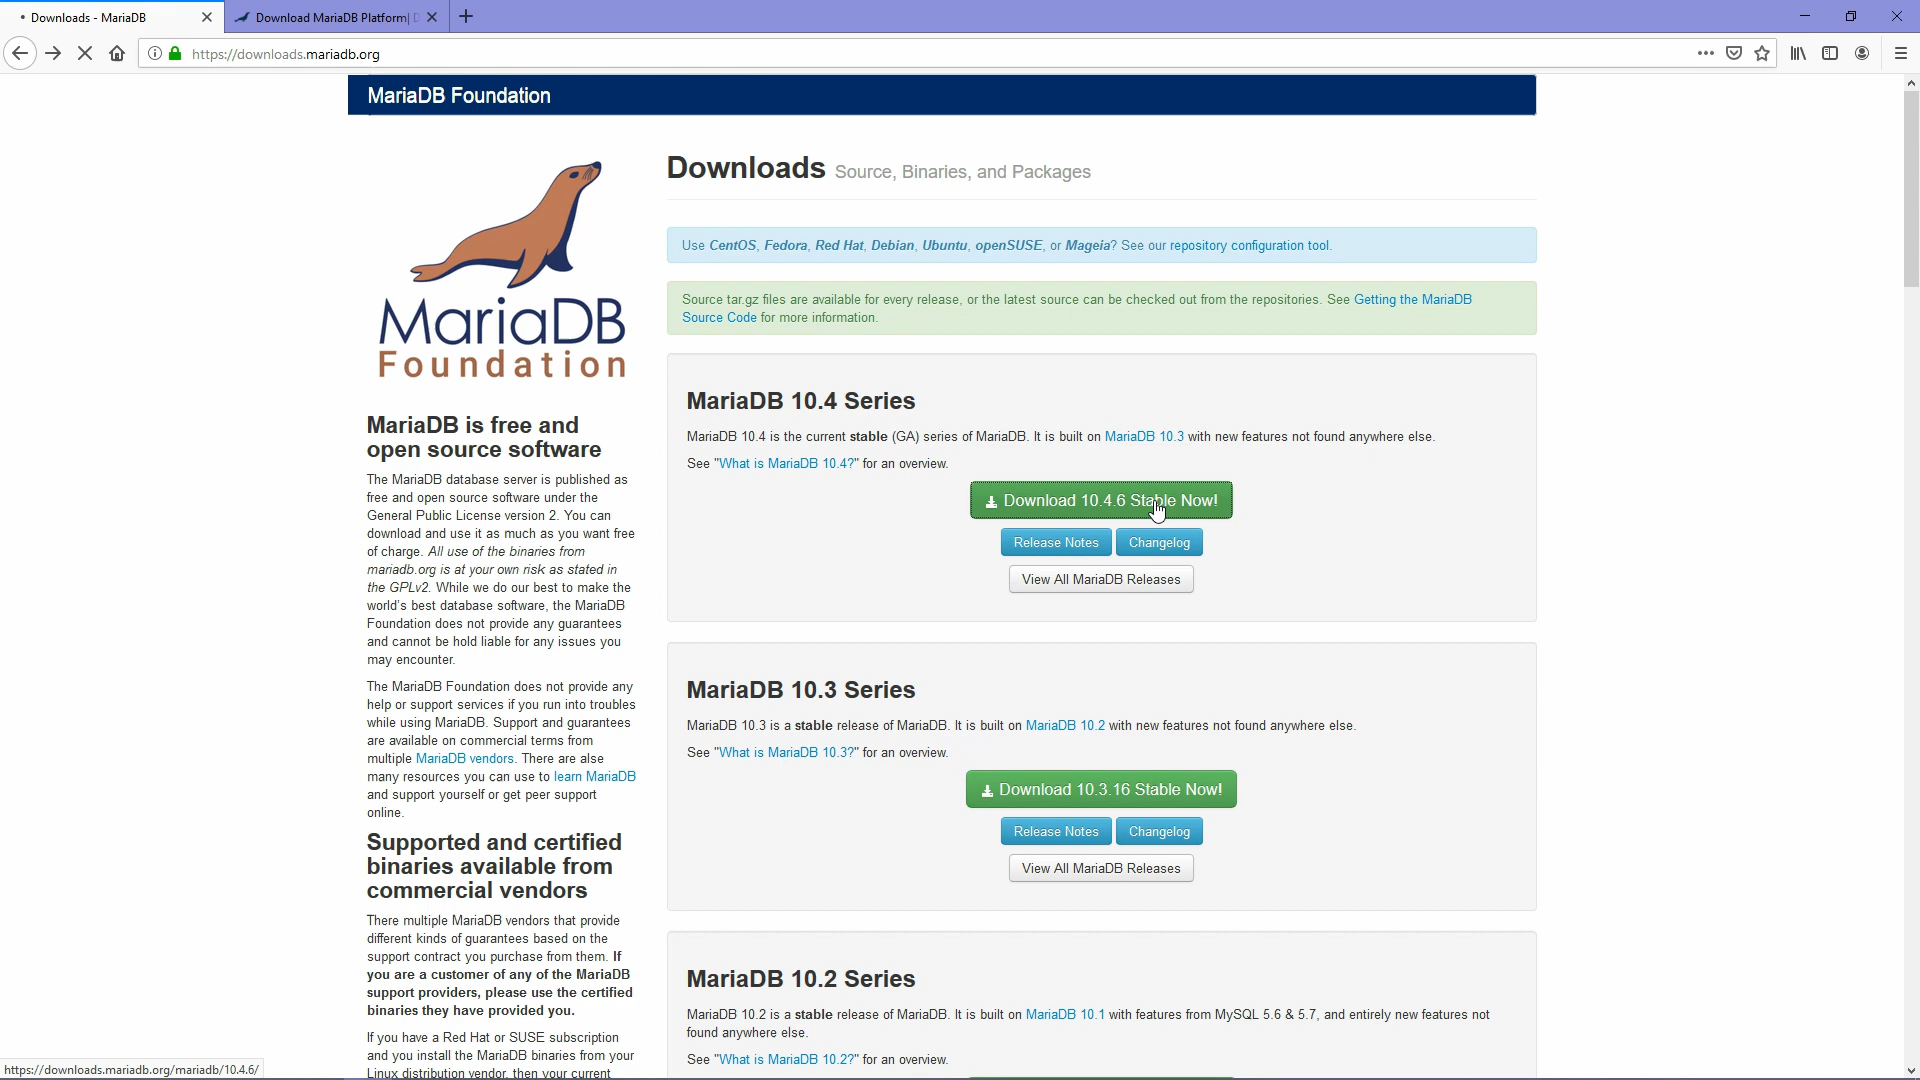 Downloads - MariaDB
Download MariaDB Platform| D
https://downloads.mariadb.org
MariaDB Foundation
MariaDB
Foundation
MariaDB is free and
open source software
The MariaDB database server is published as
free and open source software under the
General Public License version 2. You can
download and use it as much as you want free
of charge. All use of the binaries from
mariadb.org is at your own risk as stated in
the GPLv2. While we do our best to make the
world's best database software, the MariaDB
Foundation does not provide any guarantees
and cannot be hold liable for any issues you
may encounter.
The MariaDB Foundation does not provide any
help or support services if you run into troubles
while using MariaDB. Support and guarantees
are available on commercial terms from
multiple MariaDB vendors. There are alse
many resources you can use to learn MariaDB
and support yourself or get peer support
online.
Supported and certified
binaries available from
commercial vendors
There multiple MariaDB vendors that provide
different kinds of guarantees based on the
support contract you purchase from them. If
you are a customer of any of the MariaDB
support providers, please use the certified
binaries they have provided you.
If you have a Red Hat or SUSE subscription
and you install the MariaDB binaries from your
Linux distribution vendor, then your current
Downloads Source, Binaries, and Packages
Use CentOS, Fedora, Red Hat, Debian, Ubuntu, openSUSE, or Mageia? See our repository configuration tool.
Source tar.gz files are available for every release, or the latest source can be checked out from the repositories. See Getting the MariaDB
Source Code for more information.
MariaDB 10.4 Series
MariaDB 10.4 is the current stable (GA) series of MariaDB. It is built on MariaDB 10.3 with new features not found anywhere else.
See "What is MariaDB 10.4?" for an overview.
Download 10.4.6 Stable Now!
Release Notes Changelog
View All MariaDB Releases
MariaDB 10.3 Series
MariaDB 10.3 is a stable release of MariaDB. It is built on MariaDB 10.2 with new features not found anywhere else.
See "What is MariaDB 10.3?" for an overview.
Download 10.3.16 Stable Now!
Release Notes Changelog
View All MariaDB Releases
MariaDB 10.2 Series
MariaDB 10.2 is a stable release of MariaDB. It is built on MariaDB 10.1 with features from MySQL 5.6 & 5.7, and entirely new features not
found anywhere else.
See "What is MariaDB 10.2?" for an overview.
https://downloads.mariadb.org/mariadb/10.4.6/